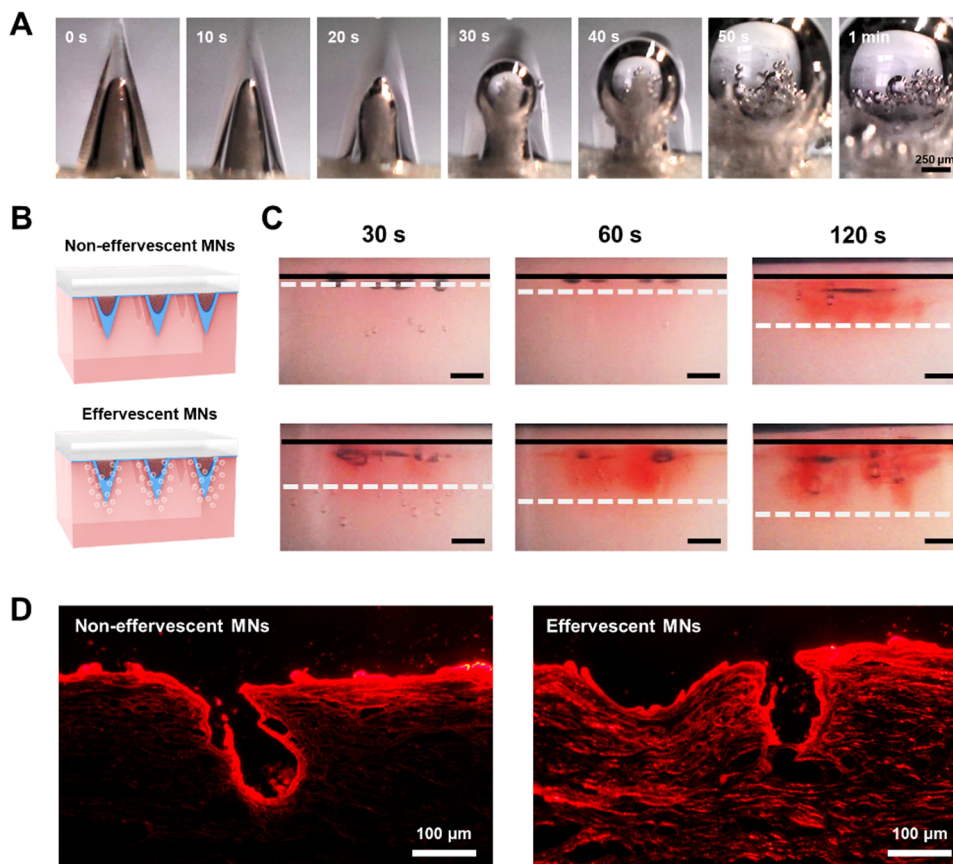 A
0 s
10 s
20 s
30 s
40 s
50 s
1 min
250 µm
B
Non-effervescent MNs
Effervescent MNs
C
30 s
60 s
120 s
D
Non-effervescent MNs
100 µm
Effervescent MNs
100 µm